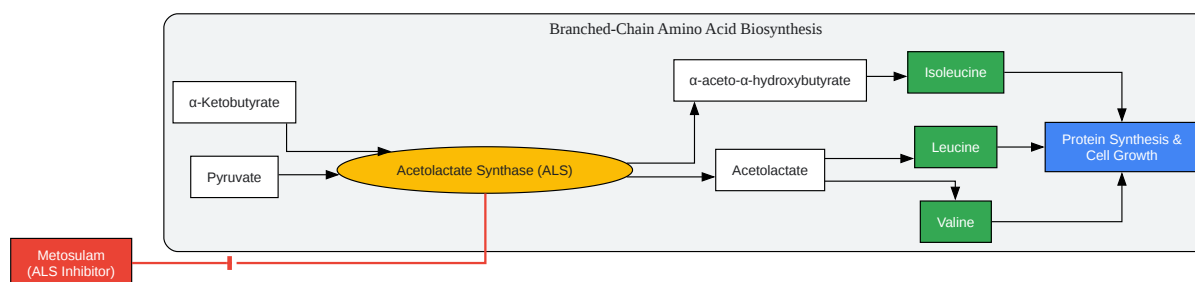 Branched-Chain Amino Acid Biosynthesis
α-Ketobutyrate
Pyruvate
Acetolactate Synthase (ALS)
α-aceto-α-hydroxybutyrate
Acetolactate
Isoleucine
Leucine
Valine
Protein Synthesis &
Cell Growth
Metosulam
(ALS Inhibitor)